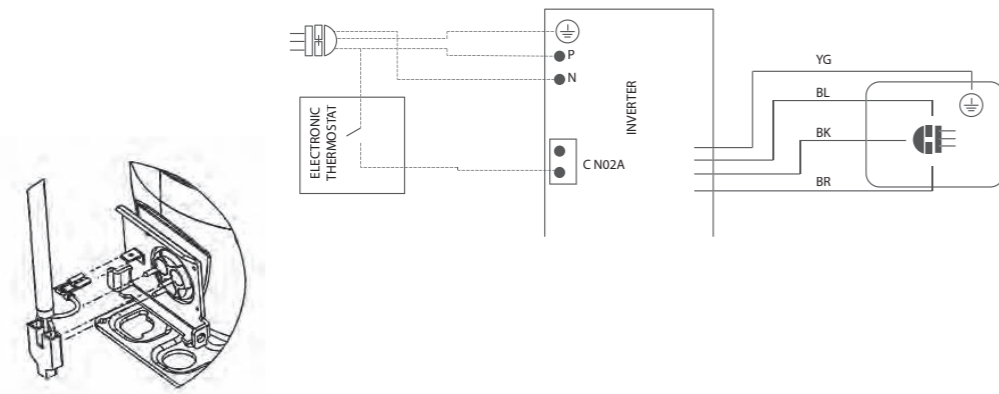 P
N
ELECTRONIC
THERMOSTAT
INVERTER
C N02A
YG
BL
BK
BR